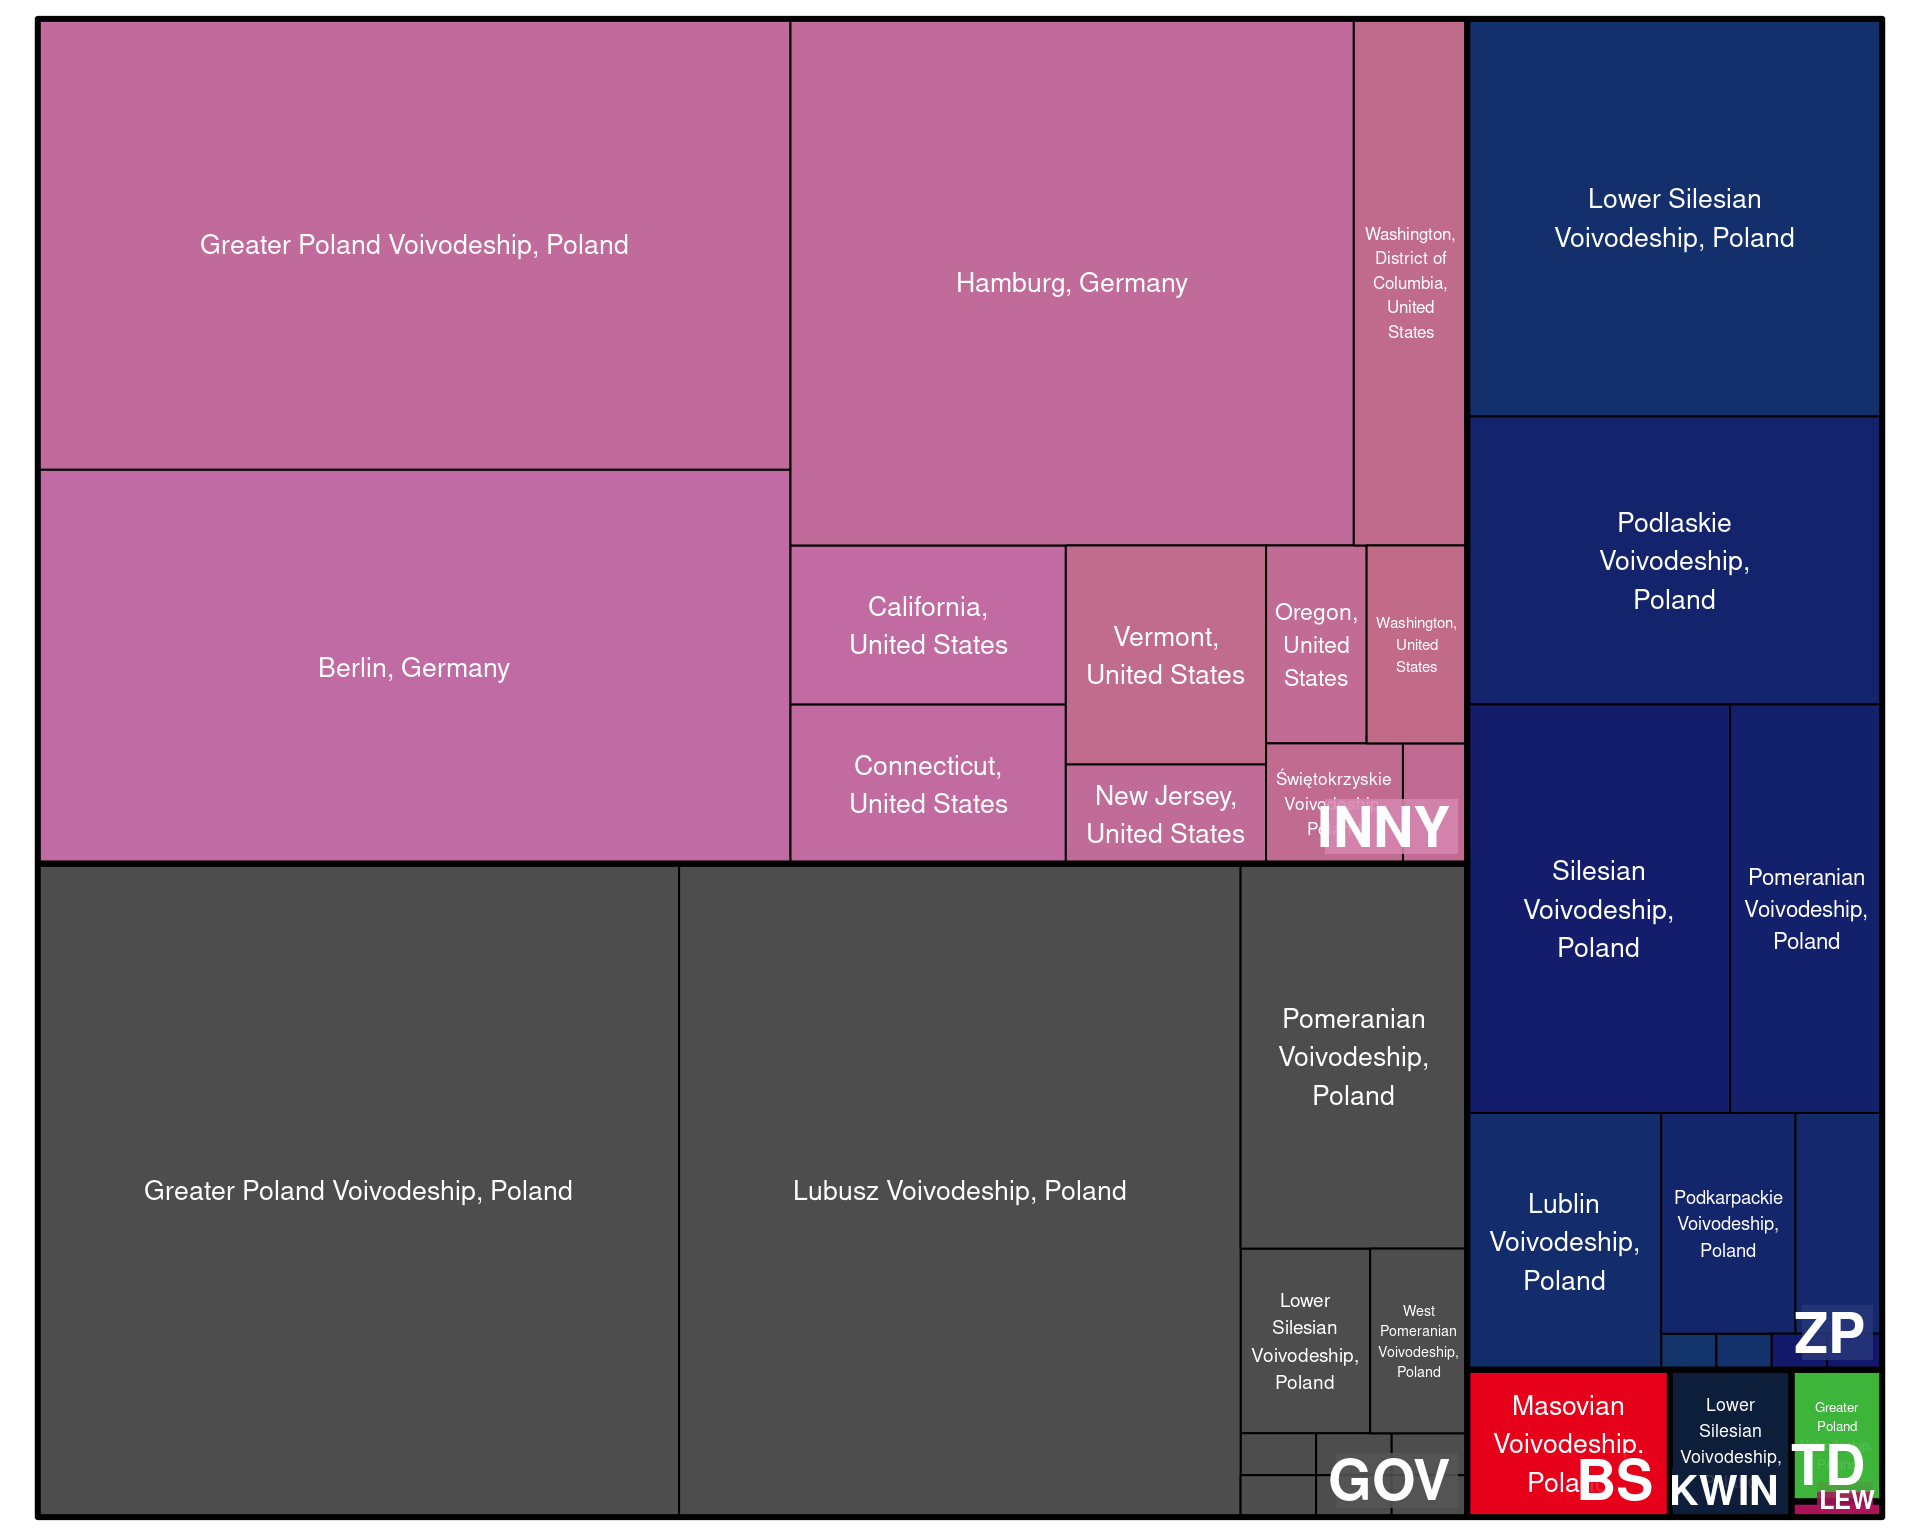 Greater Poland Voivodeship, Poland
Berlin, Germany
Hamburg, Germany
Washington,
District of
Columbia,
United
States
California,
United States
Connecticut,
United States
Vermont,
United States
New Jersey,
United States
Oregon,
United
States
Washington,
United
States
Świętokrzyskie
INNY
Greater Poland Voivodeship, Poland
Lubusz Voivodeship, Poland
Pomeranian
Voivodeship,
Poland
Lower
Silesian
Voivodeship,
Poland
West
Pomeranian
Voivodeship,
Poland
GOV
Lower Silesian
Voivodeship, Poland
Podlaskie
Voivodeship,
Poland
Silesian
Voivodeship,
Poland
Pomeranian
Voivodeship,
Poland
Lublin
Voivodeship,
Poland
Podkarpackie
Voivodeship,
Poland
ZP
Masovian
Voivodeship,
BS
Lower
Silesian
Voivodeship,
KWIN
Greater
Poland
TD
LEW